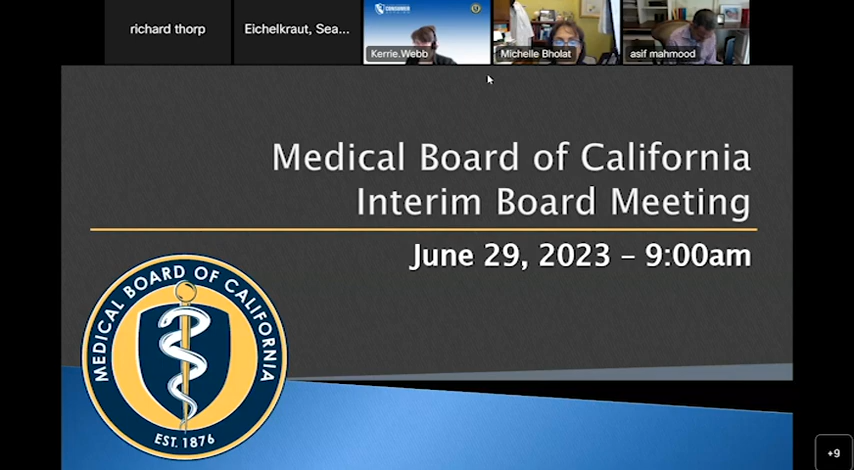 richard thorp
Eichelkraut, Sea...
Kerrie.Webb
Michelle Bholat
asif mahmood
Medical Board of California
Interim Board Meeting
June 29, 2023 – 9:00am
MEDICAL BOARD OF CALIFORNIA
EST. 1876
+9